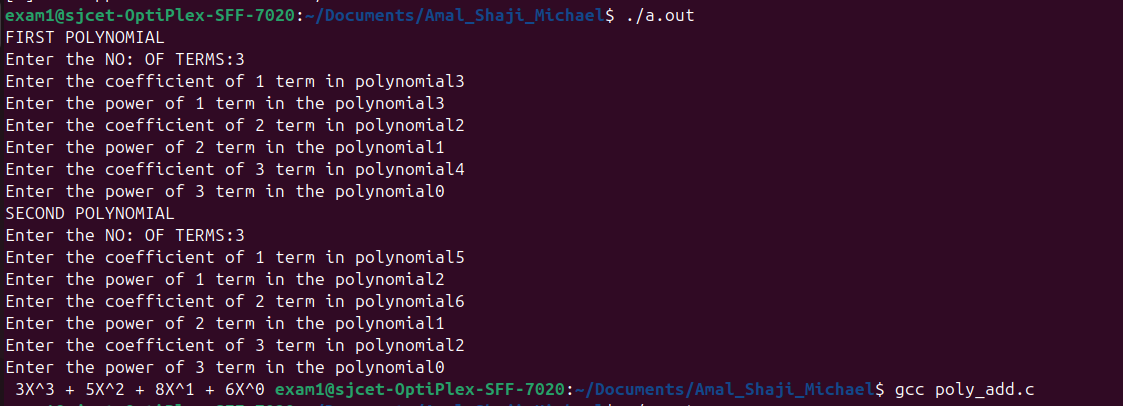 exam1@sjcet-OptiPlex-SFF-7020:~/Documents/Amal_Shaji_Michael$ ./a.out
FIRST POLYNOMIAL
Enter the NO: OF TERMS:3
Enter the coefficient of 1 term in polynomial3
Enter the power of 1 term in the polynomial3
Enter the coefficient of 2 term in polynomial2
Enter the power of 2 term in the polynomial1
Enter the coefficient of 3 term in polynomial4
Enter the power of 3 term in the polynomial0
SECOND POLYNOMIAL
Enter the NO: OF TERMS:3
Enter the coefficient of 1 term in polynomial5
Enter the power of 1 term in the polynomial2
Enter the coefficient of 2 term in polynomial6
Enter the power of 2 term in the polynomial1
Enter the coefficient of 3 term in polynomial2
Enter the power of 3 term in the polynomial0
 3X^3 + 5X^2 + 8X^1 + 6X^0 exam1@sjcet-OptiPlex-SFF-7020:~/Documents/Amal_Shaji_Michael$ gcc poly_add.c